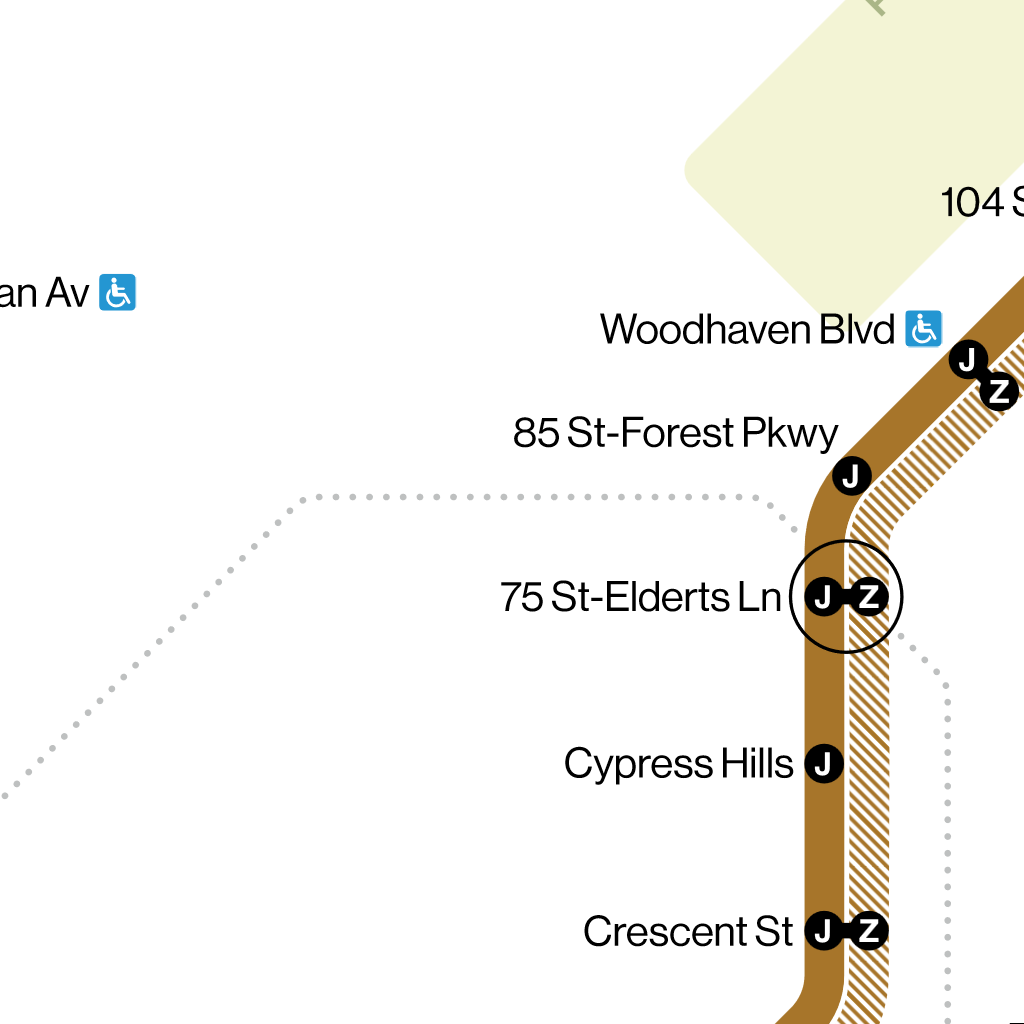 104
an Av
Woodhaven Blvd
J
Z
85 St-Forest Pkwy
J
75 St-Elderts Ln
J Z
Cypress Hills
J
Crescent St
J Z